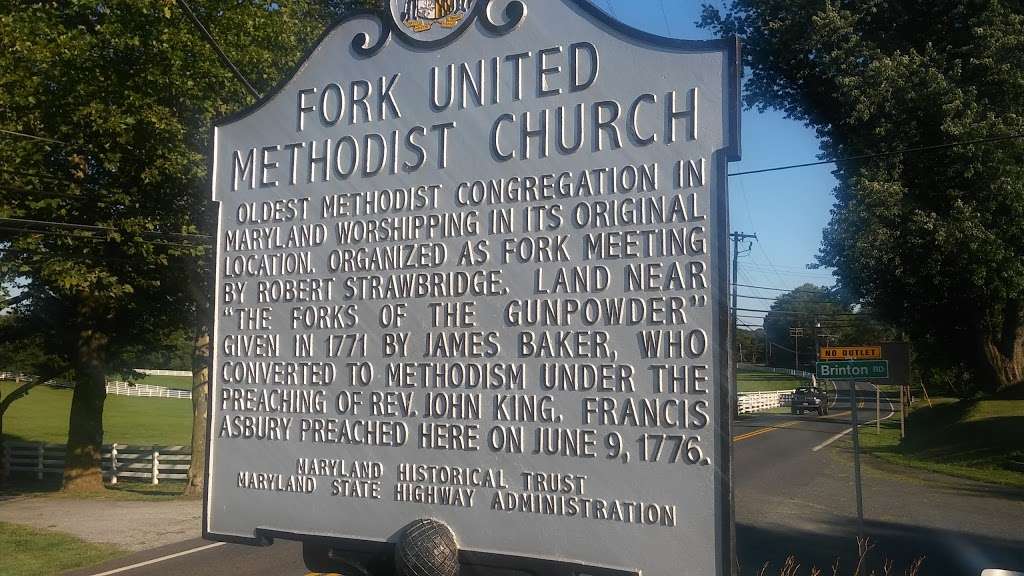 FORK UNITED
METHODIST CHURCH
OLDEST METHODIST CONGREGATION IN
MARYLAND WORSHIPPING IN ITS ORIGINAL
LOCATION. ORGANIZED AS FORK MEETING
BY ROBERT STRAWBRIDGE. LAND NEAR
"THE FORKS OF THE GUNPOWDER"
GIVEN IN 1771 BY JAMES BAKER, WHO
CONVERTED TO METHODISM UNDER THE
PREACHING OF REV. JOHN KING. FRANCIS
ASBURY PREACHED HERE ON JUNE 9, 1776.
MARYLAND HISTORICAL TRUST
MARYLAND STATE HIGHWAY ADMINISTRATION
NO OUTLET
Brinton RD